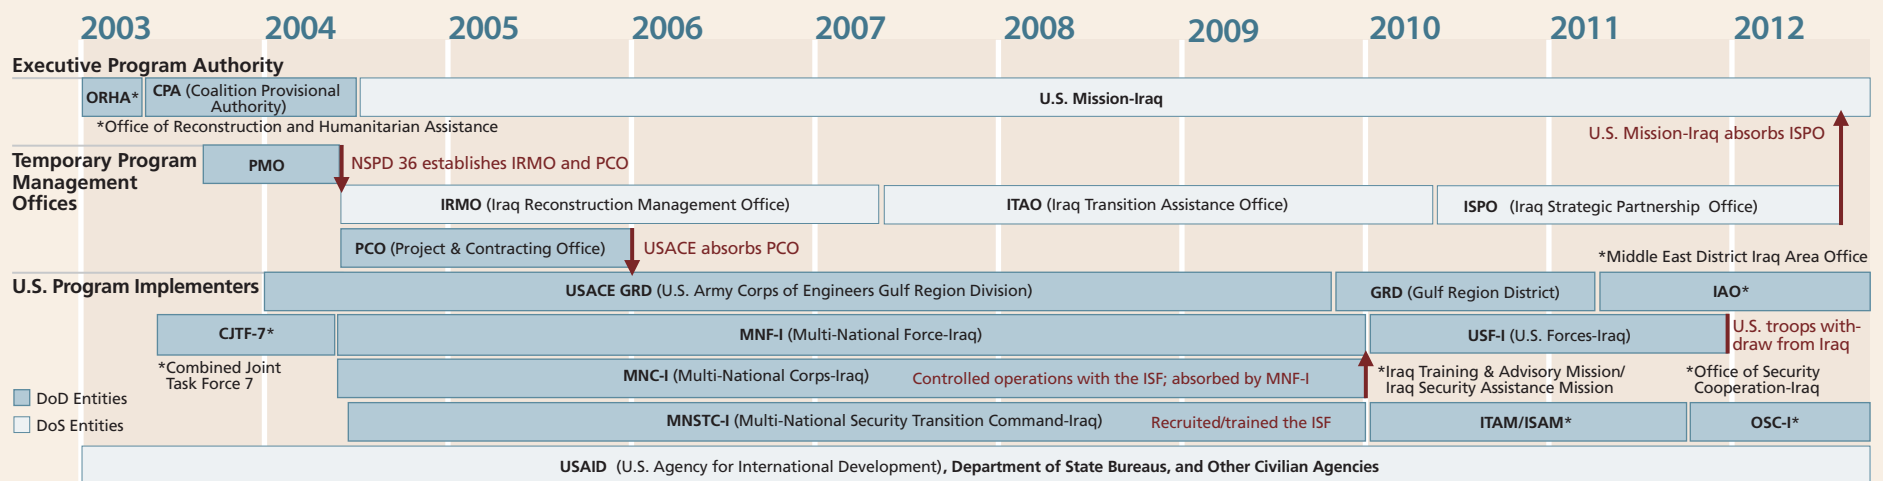 2003 2004 2005 2006 2007 2008 2009 2010 2011 2012
Executive Program Authority
ORHA*
CPA (Coalition Provisional
Authority)
U.S. Mission-Iraq
*Office of Reconstruction and Humanitarian Assistance
U.S. Mission-Iraq absorbs ISPO
Temporary Program
Management
Offices
PMO
NSPD 36 establishes IRMO and PCO
IRMO (Iraq Reconstruction Management Office)
ITAO (Iraq Transition Assistance Office)
ISPO (Iraq Strategic Partnership Office)
PCO (Project & Contracting Office)
USACE absorbs PCO
*Middle East District Iraq Area Office
U.S. Program Implementers
USACE GRD (U.S. Army Corps of Engineers Gulf Region Division)
GRD (Gulf Region District)
IAO*
CJTF-7*
MNF-I (Multi-National Force-Iraq)
USF-I (U.S. Forces-Iraq)
U.S. troops with-
draw from Iraq
*Combined Joint
Task Force 7
MNC-I (Multi-National Corps-Iraq)
Controlled operations with the ISF; absorbed by MNF-I
*Iraq Training & Advisory Mission/
Iraq Security Assistance Mission
*Office of Security
Cooperation-Iraq
DoD Entities
DoS Entities
MNSTC-I (Multi-National Security Transition Command-Iraq)
Recruited/trained the ISF
ITAM/ISAM*
OSC-I*
USAID (U.S. Agency for International Development), Department of State Bureaus, and Other Civilian Agencies